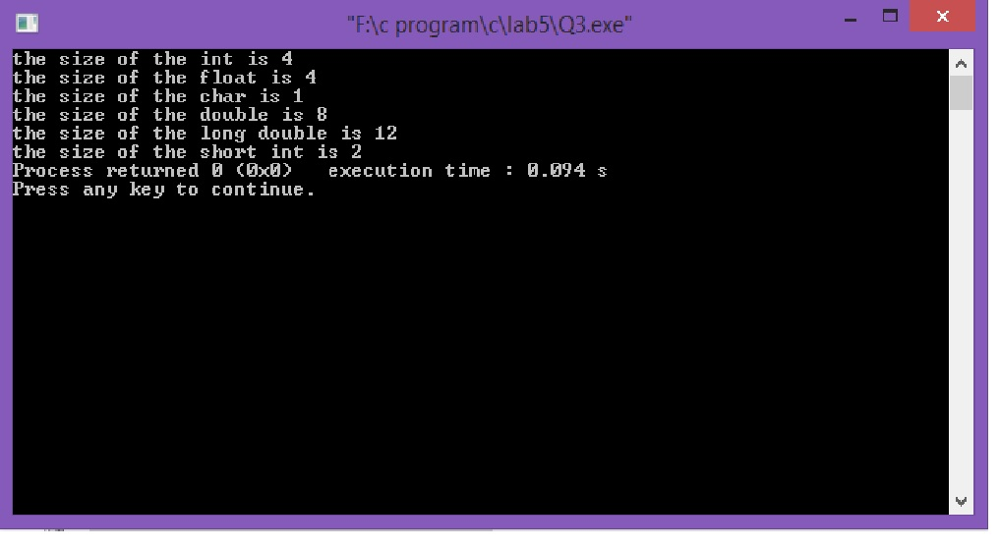 "F:\c program\c\lab5\Q3.exe"
the size of the int is 4
the size of the float is 4
the size of the char is 1
the size of the double is 8
the size of the long double is 12
the size of the short int is 2
Process returned 0 (0x0)   execution time : 0.094 s
Press any key to continue.